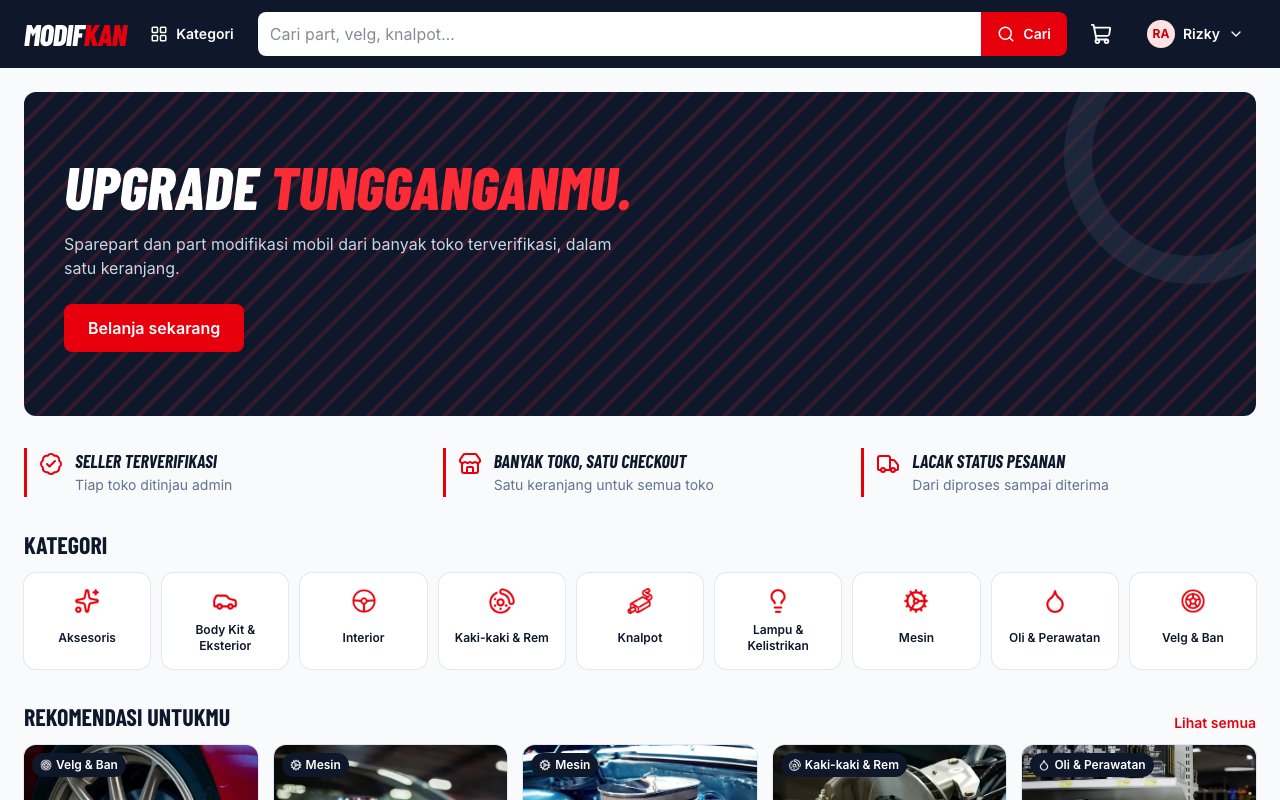 MODIFKAN
Kategori
Cari part, velg, knalpot...
Cari
RA
Rizky
UPGRADE TUNGGANGANMU.
Sparepart dan part modifikasi mobil dari banyak toko terverifikasi, dalam
satu keranjang.
Belanja sekarang
SELLER TERVERIFIKASI
Tiap toko ditinjau admin
BANYAK TOKO, SATU CHECKOUT
Satu keranjang untuk semua toko
LACAK STATUS PESANAN
Dari diproses sampai diterima
KATEGORI
Aksesoris
Body Kit &
Eksterior
Interior
Kaki-kaki & Rem
Knalpot
Lampu &
Kelistrikan
Mesin
Oli & Perawatan
Velg & Ban
REKOMENDASI UNTUKMU
Lihat semua
Velg & Ban
Mesin
Mesin
Kaki-kaki & Rem
Oli & Perawatan